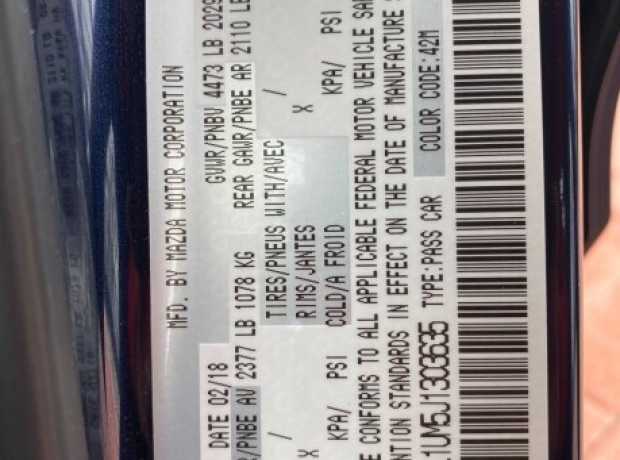 MFD. BY MAZDA MOTOR CORPORATION
DATE 02/18 GVWR/PNBV 4473 LB 2029
/PNBE AV 2377 LB 1078 KG REAR GAWR/PNBE AR 2110 LB
TIRES/PNEUS WITH/AVEC
/ X RIMS/JANTES / X
KPA/ PSI COLD/A FROID KPA/ PSI
CONFORMS TO ALL APPLICABLE FEDERAL MOTOR VEHICLE
STANDARDS IN EFFECT ON THE DATE OF MANUFACTURE
1UM5J1303635 TYPE: PASS CAR COLOR CODE: 42M